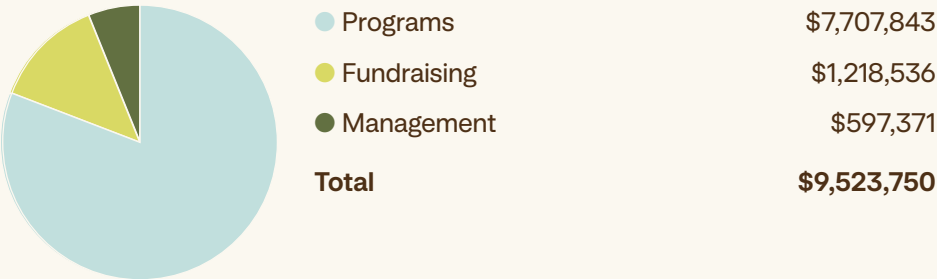 Programs $7,707,843
Fundraising $1,218,536
Management $597,371
Total $9,523,750